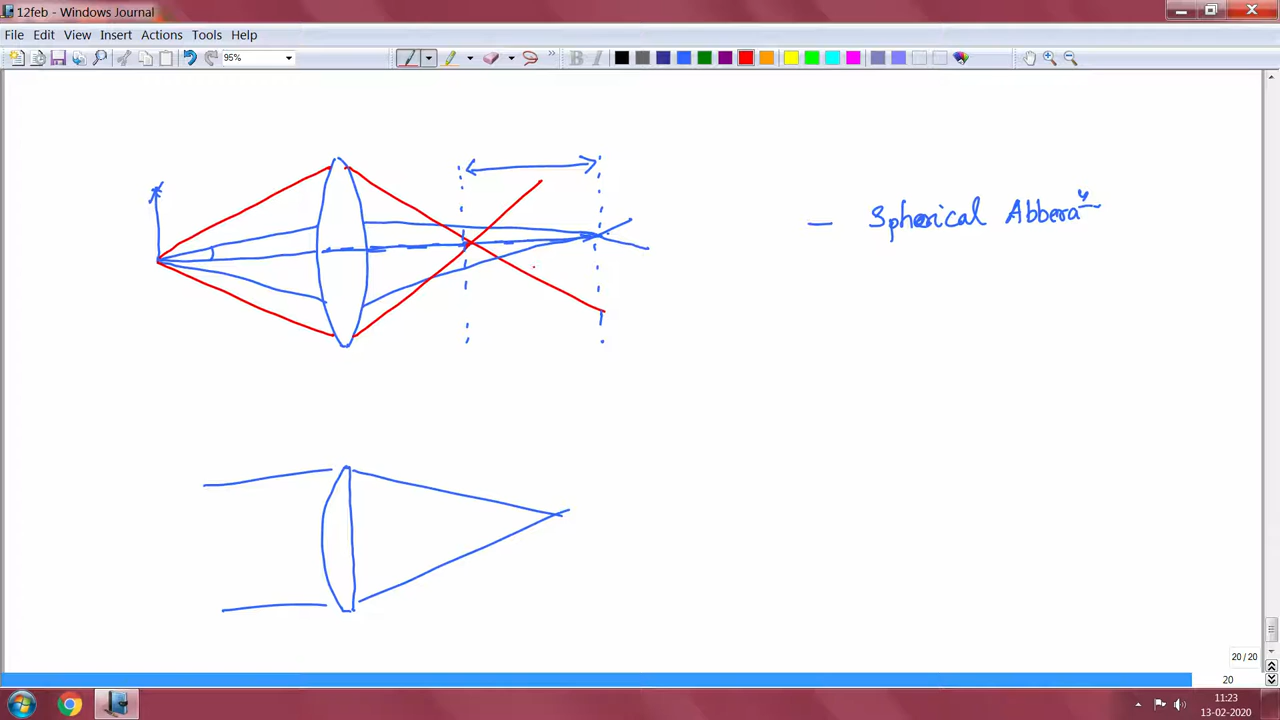 12feb - Windows Journal
File Edit View Insert Actions Tools Help
95%
B I
— Spherical Abbera
20 / 20
20
11:23
13-02-2020